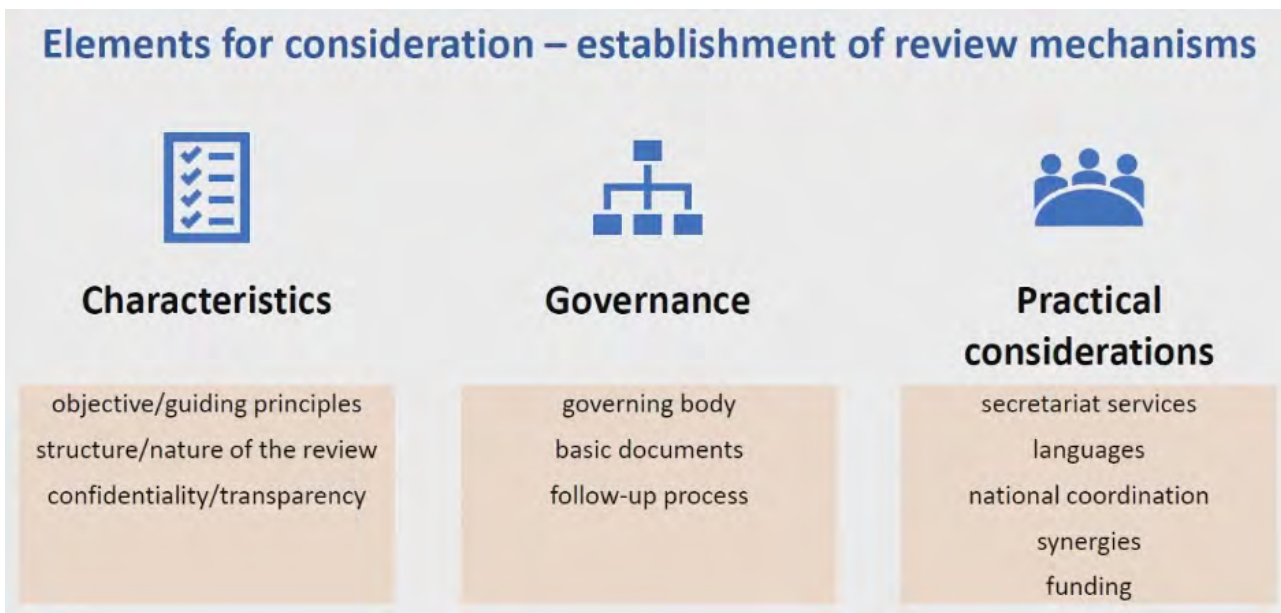 Elements for consideration – establishment of review mechanisms
Characteristics
objective/guiding principles
structure/nature of the review
confidentiality/transparency
Governance
governing body
basic documents
follow-up process
Practical
considerations
secretariat services
languages
national coordination
synergies
funding